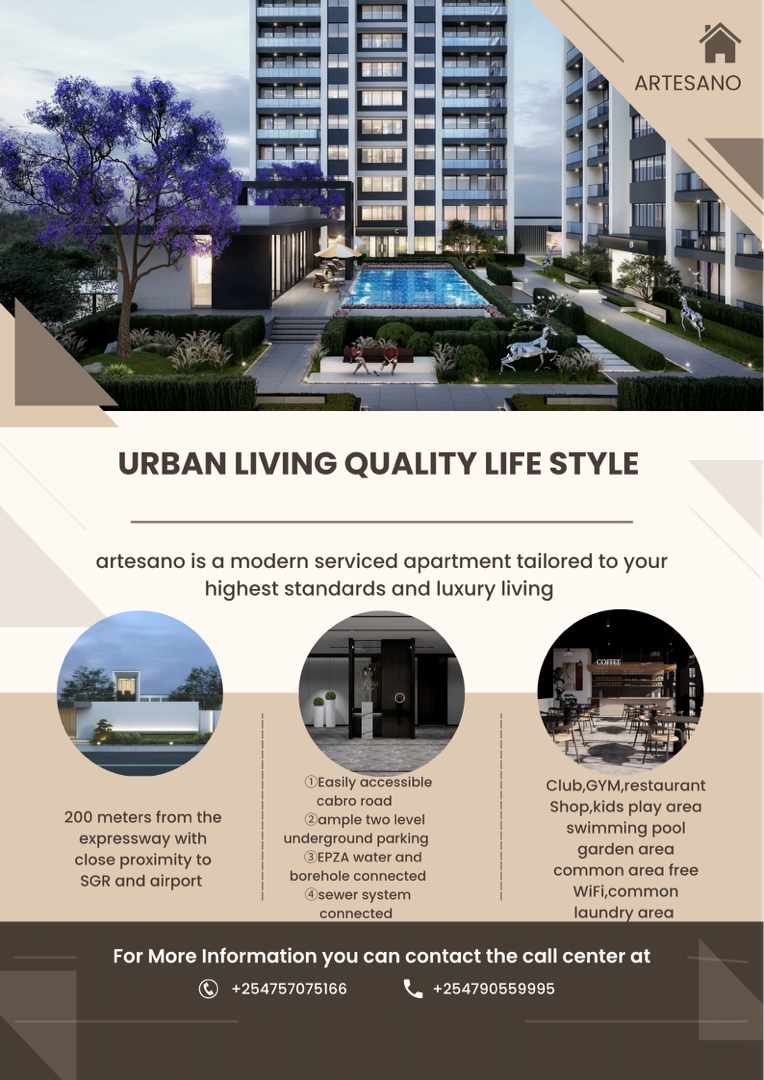 ARTESANO
URBAN LIVING QUALITY LIFE STYLE
artesano is a modern serviced apartment tailored to your
highest standards and luxury living
COFFEE
200 meters from the
expressway with
close proximity to
SGR and airport
①Easily accessible
cabro road
②ample two level
underground parking
③EPZA water and
borehole connected
④sewer system
connected
Club,GYM,restaurant
Shop,kids play area
swimming pool
garden area
common area free
WiFi,common
laundry area
For More Information you can contact the call center at
+254757075166
+254790559995